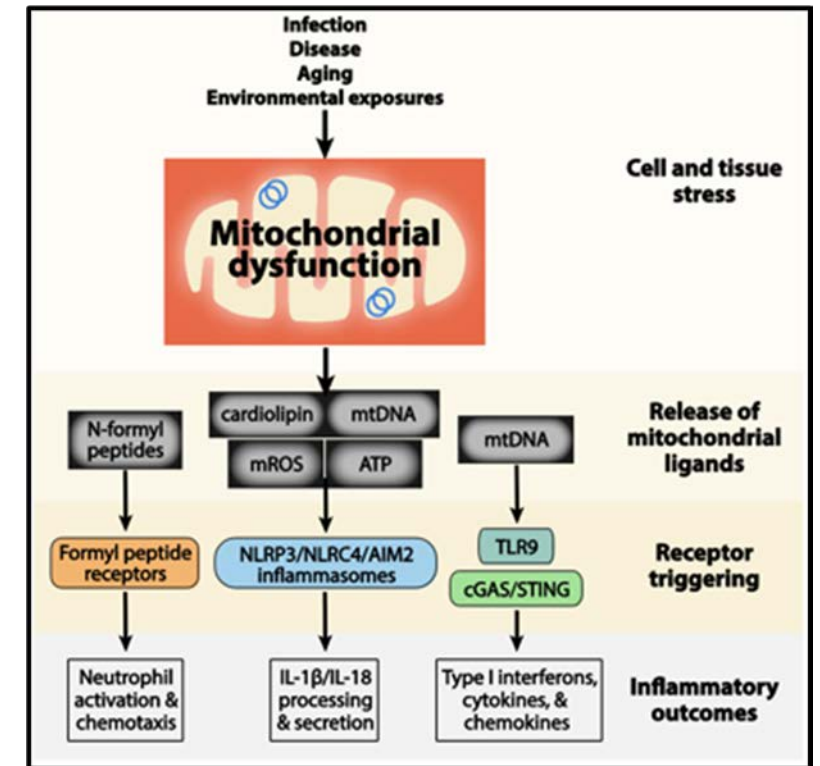 Infection
Disease
Aging
Environmental exposures
Cell and tissue
stress
Mitochondrial
dysfunction
Release of
mitochondrial
ligands
N-formyl
peptides
cardiolipin
mtDNA
mROS
ATP
mtDNA
Receptor
triggering
Formyl peptide
receptors
NLRP3/NLRC4/AIM2
inflammasomes
TLR9
cGAS/STING
Inflammatory
outcomes
Neutrophil
activation &
chemotaxis
IL-1β/IL-18
processing
& secretion
Type I interferons,
cytokines, &
chemokines